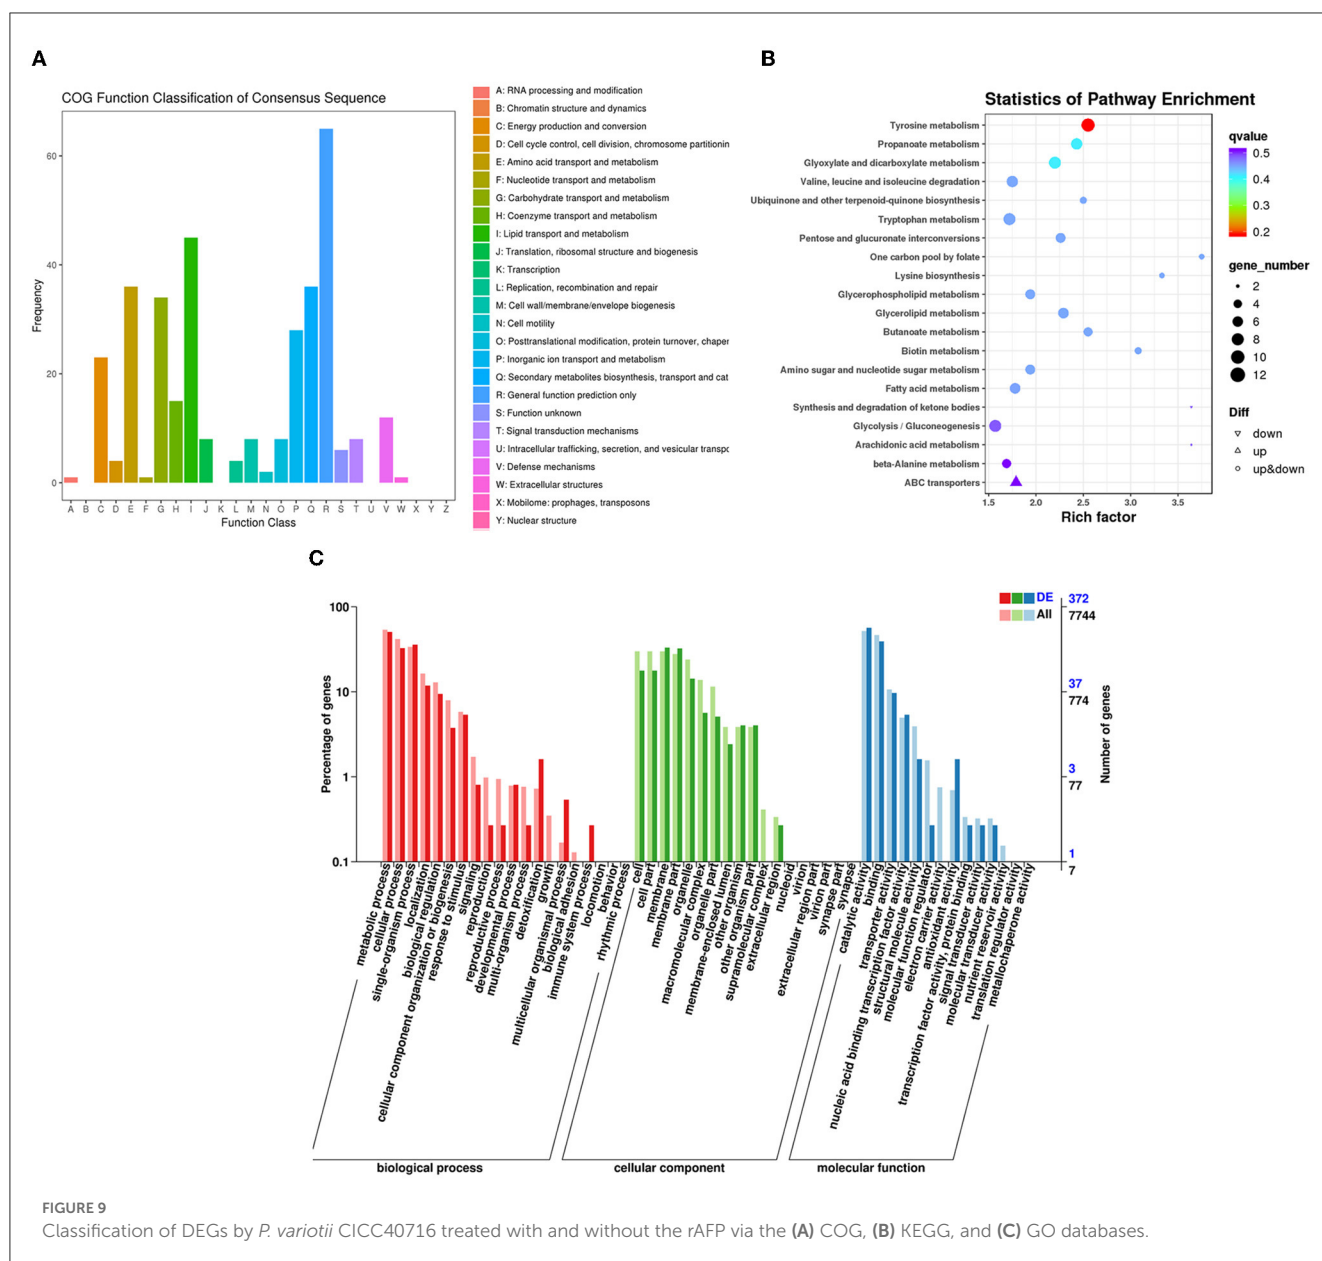 A
COG Function Classification of Consensus Sequence
60
40
20
0
Frequency
A B C D E F G H I J K L M N O P Q R S T U V W X Y Z
Function Class
A: RNA processing and modification
B: Chromatin structure and dynamics
C: Energy production and conversion
D: Cell cycle control, cell division, chromosome partitionin
E: Amino acid transport and metabolism
F: Nucleotide transport and metabolism
G: Carbohydrate transport and metabolism
H: Coenzyme transport and metabolism
I: Lipid transport and metabolism
J: Translation, ribosomal structure and biogenesis
K: Transcription
L: Replication, recombination and repair
M: Cell wall/membrane/envelope biogenesis
N: Cell motility
O: Posttranslational modification, protein turnover, chaper
P: Inorganic ion transport and metabolism
Q: Secondary metabolites biosynthesis, transport and cat
R: General function prediction only
S: Function unknown
T: Signal transduction mechanisms
U: Intracellular trafficking, secretion, and vesicular transpo
V: Defense mechanisms
W: Extracellular structures
X: Mobilome: prophages, transposons
Y: Nuclear structure
B
Statistics of Pathway Enrichment
Tyrosine metabolism
Propanoate metabolism
Glyoxylate and dicarboxylate metabolism
Valine, leucine and isoleucine degradation
Ubiquinone and other terpenoid-quinone biosynthesis
Tryptophan metabolism
Pentose and glucuronate interconversions
One carbon pool by folate
Lysine biosynthesis
Glycerophospholipid metabolism
Glycerolipid metabolism
Butanoate metabolism
Biotin metabolism
Amino sugar and nucleotide sugar metabolism
Fatty acid metabolism
Synthesis and degradation of ketone bodies
Glycolysis / Gluconeogenesis
Arachidonic acid metabolism
beta-Alanine metabolism
ABC transporters
1.5 2.0 2.5 3.0 3.5
Rich factor
qvalue
0.5
0.4
0.3
0.2
gene_number
2
4
6
8
10
12
Diff
down
up
up&down
C
100
10
1
0.1
Percentage of genes
DE
All
372
7744
37
774
3
77
1
7
Number of genes
metabolic process
cellular process
single-organism process
localization
biological regulation
cellular component organization or biogenesis
response to stimulus
signaling
reproduction
reproductive process
developmental process
multi-organism process
detoxification
growth
multicellular organismal process
biological adhesion
immune system process
locomotion
behavior
rhythmic process
cell
cell part
membrane
membrane part
organelle
macromolecular complex
organelle part
membrane-enclosed lumen
other organism
other organism part
supramolecular complex
extracellular region
nucleoid
virion
extracellular region part
virion part
synapse part
synapse
catalytic activity
binding
transporter activity
nucleic acid binding transcription factor activity
structural molecule activity
molecular function regulator
electron carrier activity
antioxidant activity
transcription factor activity, protein binding
signal transducer activity
molecular transducer activity
nutrient reservoir activity
translation regulator activity
metallochaperone activity
biological process
cellular component
molecular function
FIGURE 9
Classification of DEGs by P. variotii CICC40716 treated with and without the rAFP via the (A) COG, (B) KEGG, and (C) GO databases.